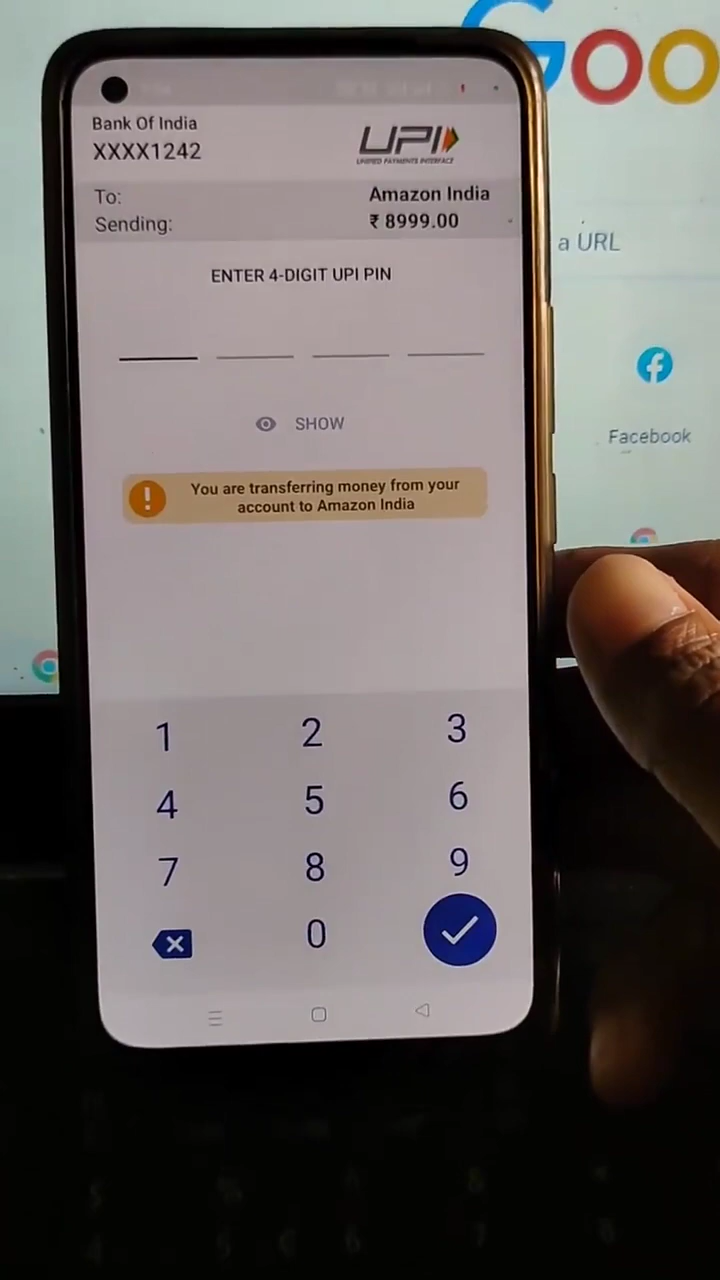 Goo
Bank Of India
XXXX1242
UPI
UNIFIED PAYMENTS INTERFACE
To: Amazon India
Sending: ₹ 8999.00
a URL
ENTER 4-DIGIT UPI PIN
SHOW
Facebook
You are transferring money from your
account to Amazon India
1 2 3
4 5 6
7 8 9
0